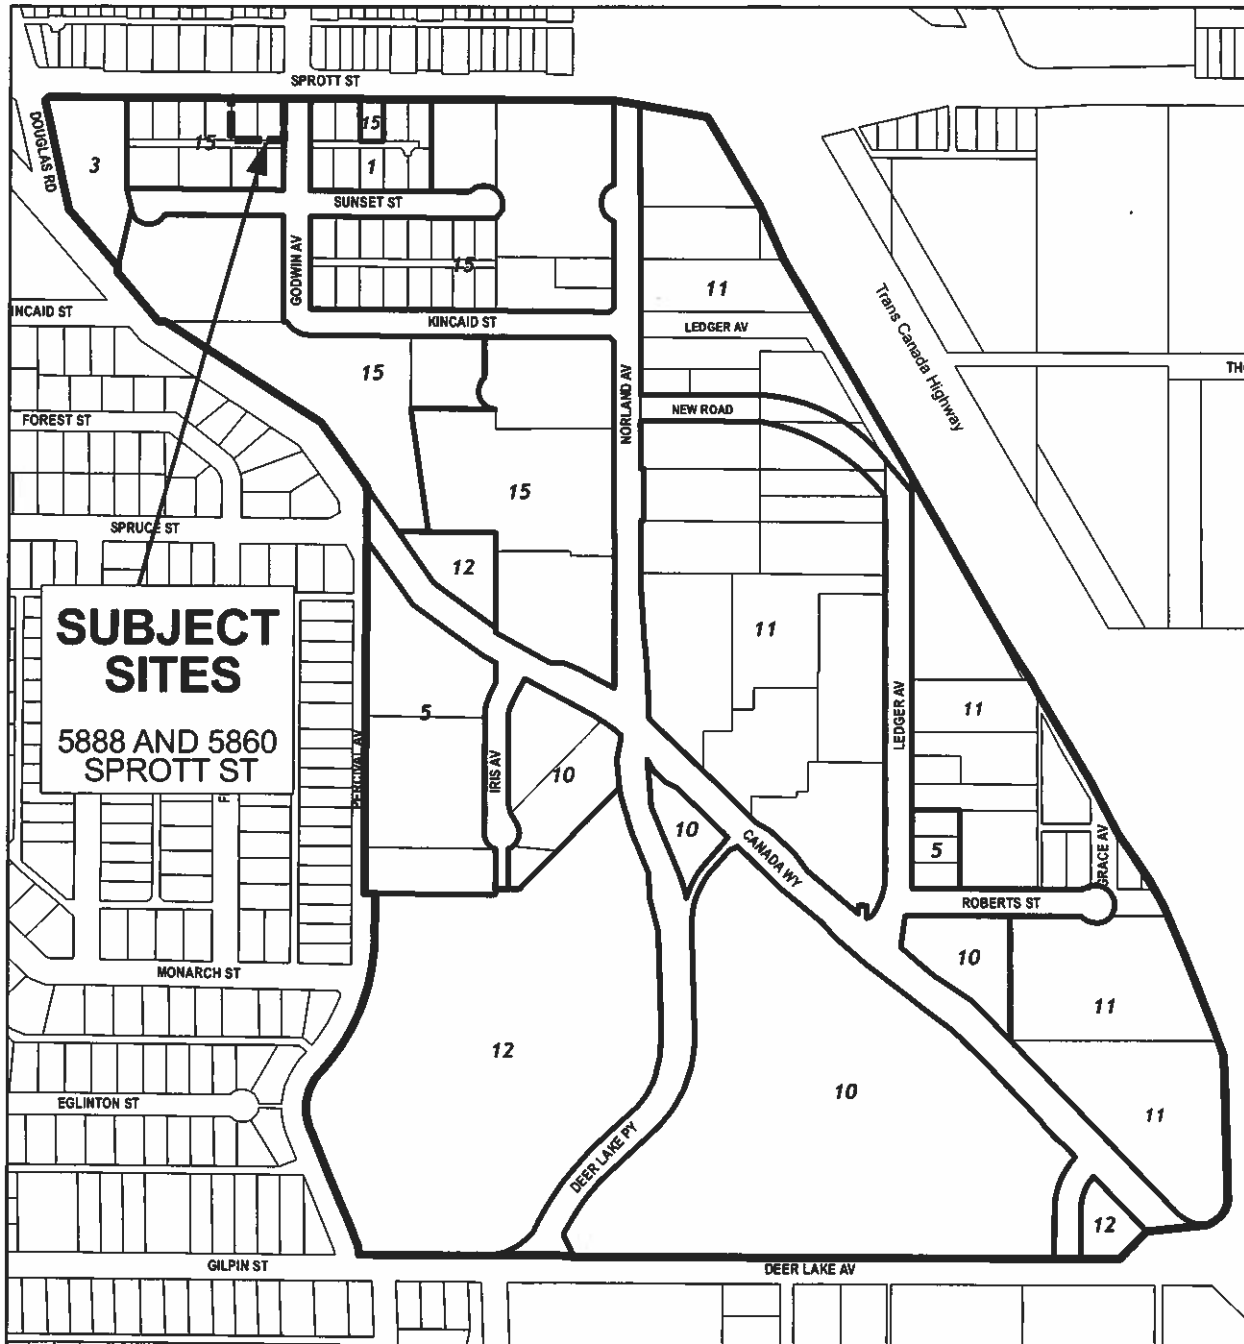 SPROTT ST
DOUGLAS RD
3
15
15
1
SUNSET ST
GODWIN AV
15
11
Trans Canada Highway
INCAID ST
KINCAID ST
LEDGER AV
15
NORLAND AV
TH
NEW ROAD
FOREST ST
15
SPRUCE ST
12
SUBJECT
SITES
5888 AND 5860
SPROTT ST
11
PERCIVAL AV
5
IRIS AV
10
LEDGER AV
11
10
CANADA WY
5
GRACE AV
ROBERTS ST
MONARCH ST
10
11
12
10
EGLINTON ST
11
DEER LAKE PY
12
GILPIN ST
DEER LAKE AV